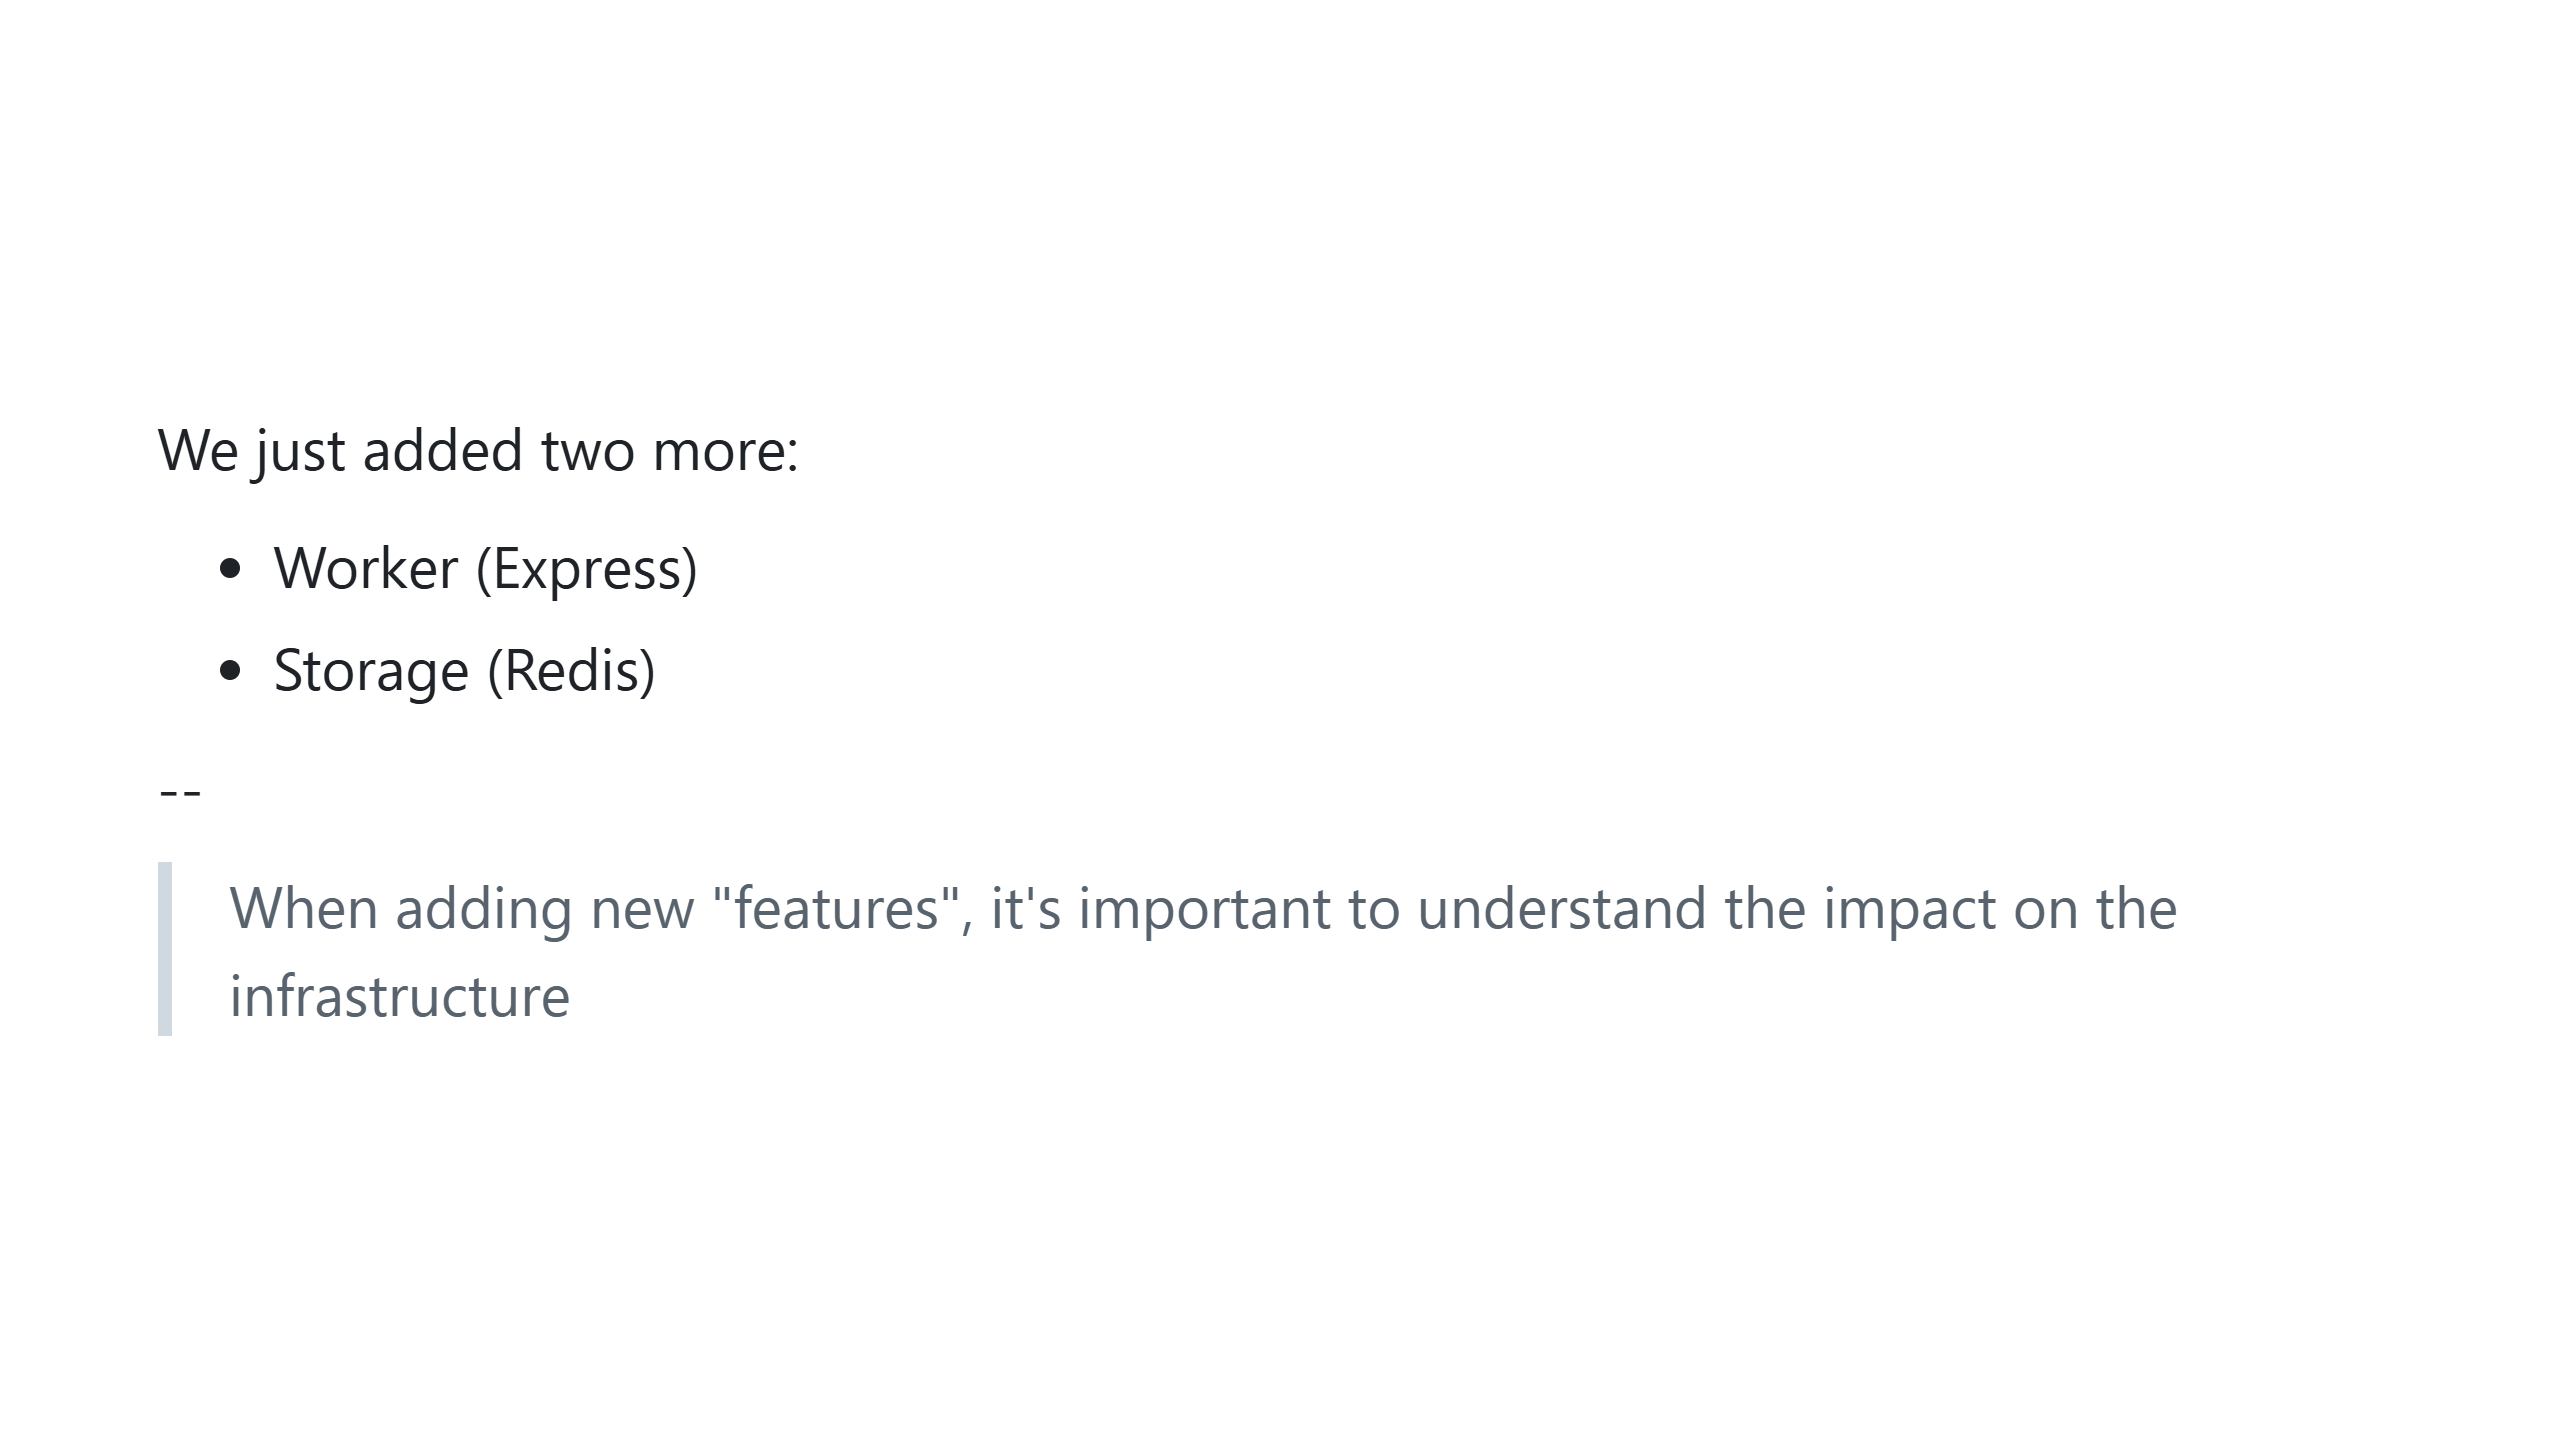 We just added two more:
• Worker (Express)
• Storage (Redis)
--
When adding new "features", it's important to understand the impact on the
infrastructure